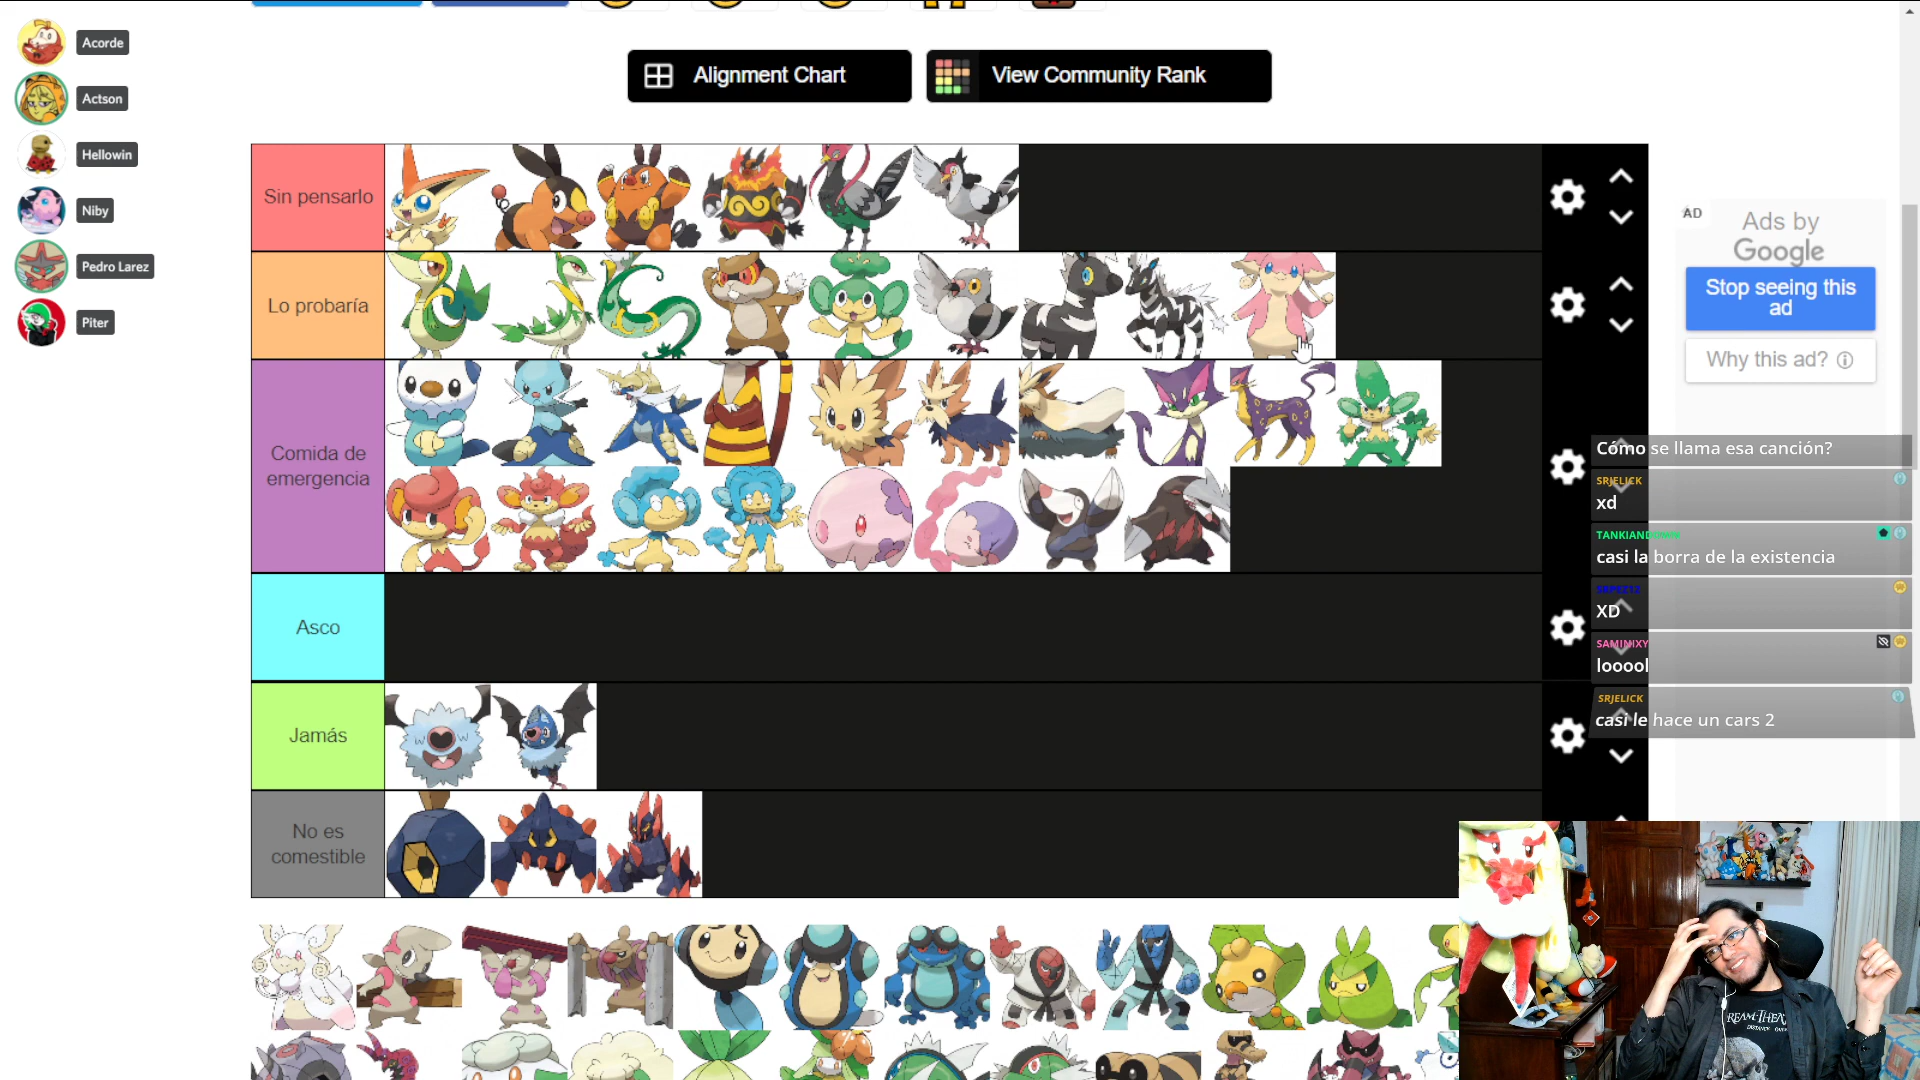 Acorde
Actson
Hellowin
Niby
Pedro Larez
Piter
Alignment Chart
View Community Rank
Sin pensarlo
Lo probaría
Comida de
emergencia
Asco
Jamás
No es
comestible
AD
Ads by
Google
Stop seeing this
ad
Why this ad?
Cómo se llama esa canción?
SRJELICK
xd
casi la borra de la existencia
XD
SAMINIXY
looool
SRJELICK
casi le hace un cars 2